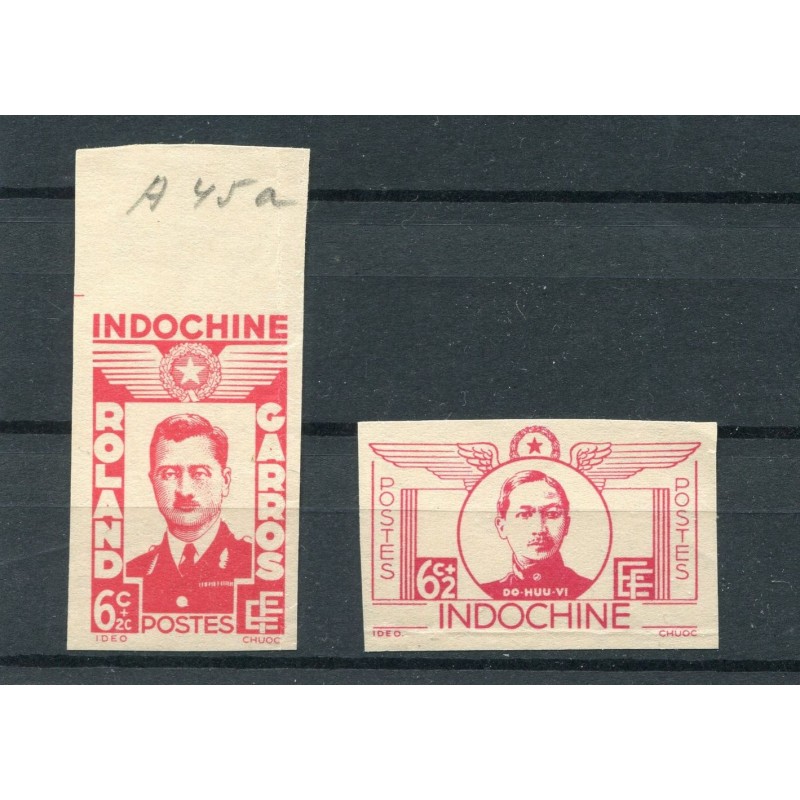 A 45a
INDOCHINE
ROLAND
GARROS
6c+2c
POSTES
EFI
IDEO
CHUOC
POSTES
POSTES
6c+2
DO-HUU-VI
INDOCHINE
IDEO.
CHUOC